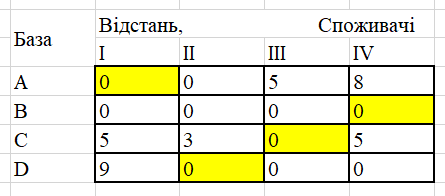 База Відстань, Споживачі
I II III IV
A 0 0 5 8
B 0 0 0 0
C 5 3 0 5
D 9 0 0 0